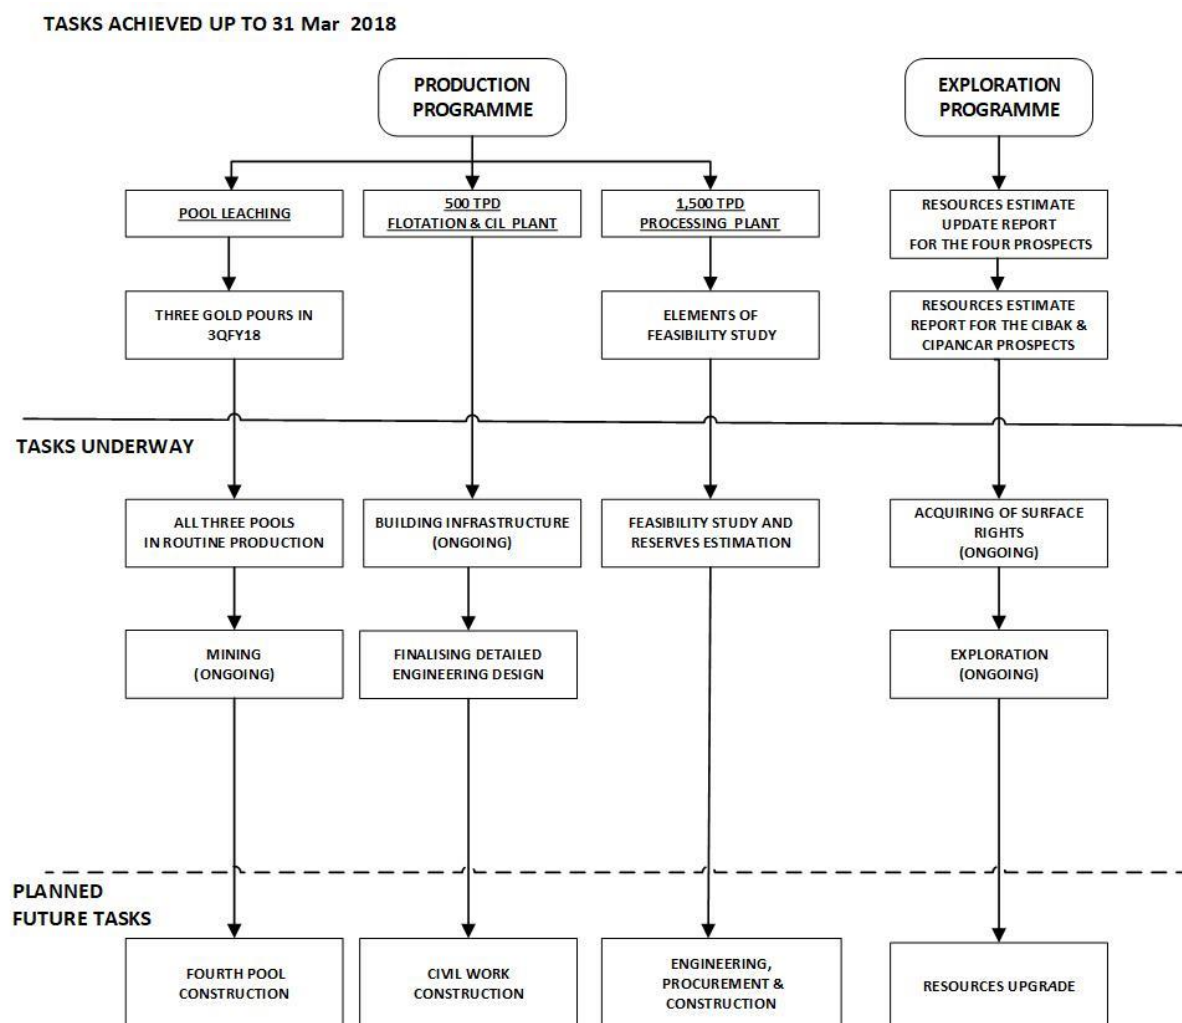 TASKS ACHIEVED UP TO 31 Mar 2018
PRODUCTION
PROGRAMME
EXPLORATION
PROGRAMME
POOL LEACHING
500 TPD
FLOTATION & CIL PLANT
1,500 TPD
PROCESSING PLANT
RESOURCES ESTIMATE
UPDATE REPORT
FOR THE FOUR PROSPECTS
THREE GOLD POURS IN
3QFY18
ELEMENTS OF
FEASIBILITY STUDY
RESOURCES ESTIMATE
REPORT FOR THE CIBAK &
CIPANCAR PROSPECTS
TASKS UNDERWAY
ALL THREE POOLS
IN ROUTINE PRODUCTION
BUILDING INFRASTRUCTURE
(ONGOING)
FEASIBILITY STUDY AND
RESERVES ESTIMATION
ACQUIRING OF SURFACE
RIGHTS
(ONGOING)
MINING
(ONGOING)
FINALISING DETAILED
ENGINEERING DESIGN
EXPLORATION
(ONGOING)
PLANNED
FUTURE TASKS
FOURTH POOL
CONSTRUCTION
CIVIL WORK
CONSTRUCTION
ENGINEERING,
PROCUREMENT &
CONSTRUCTION
RESOURCES UPGRADE